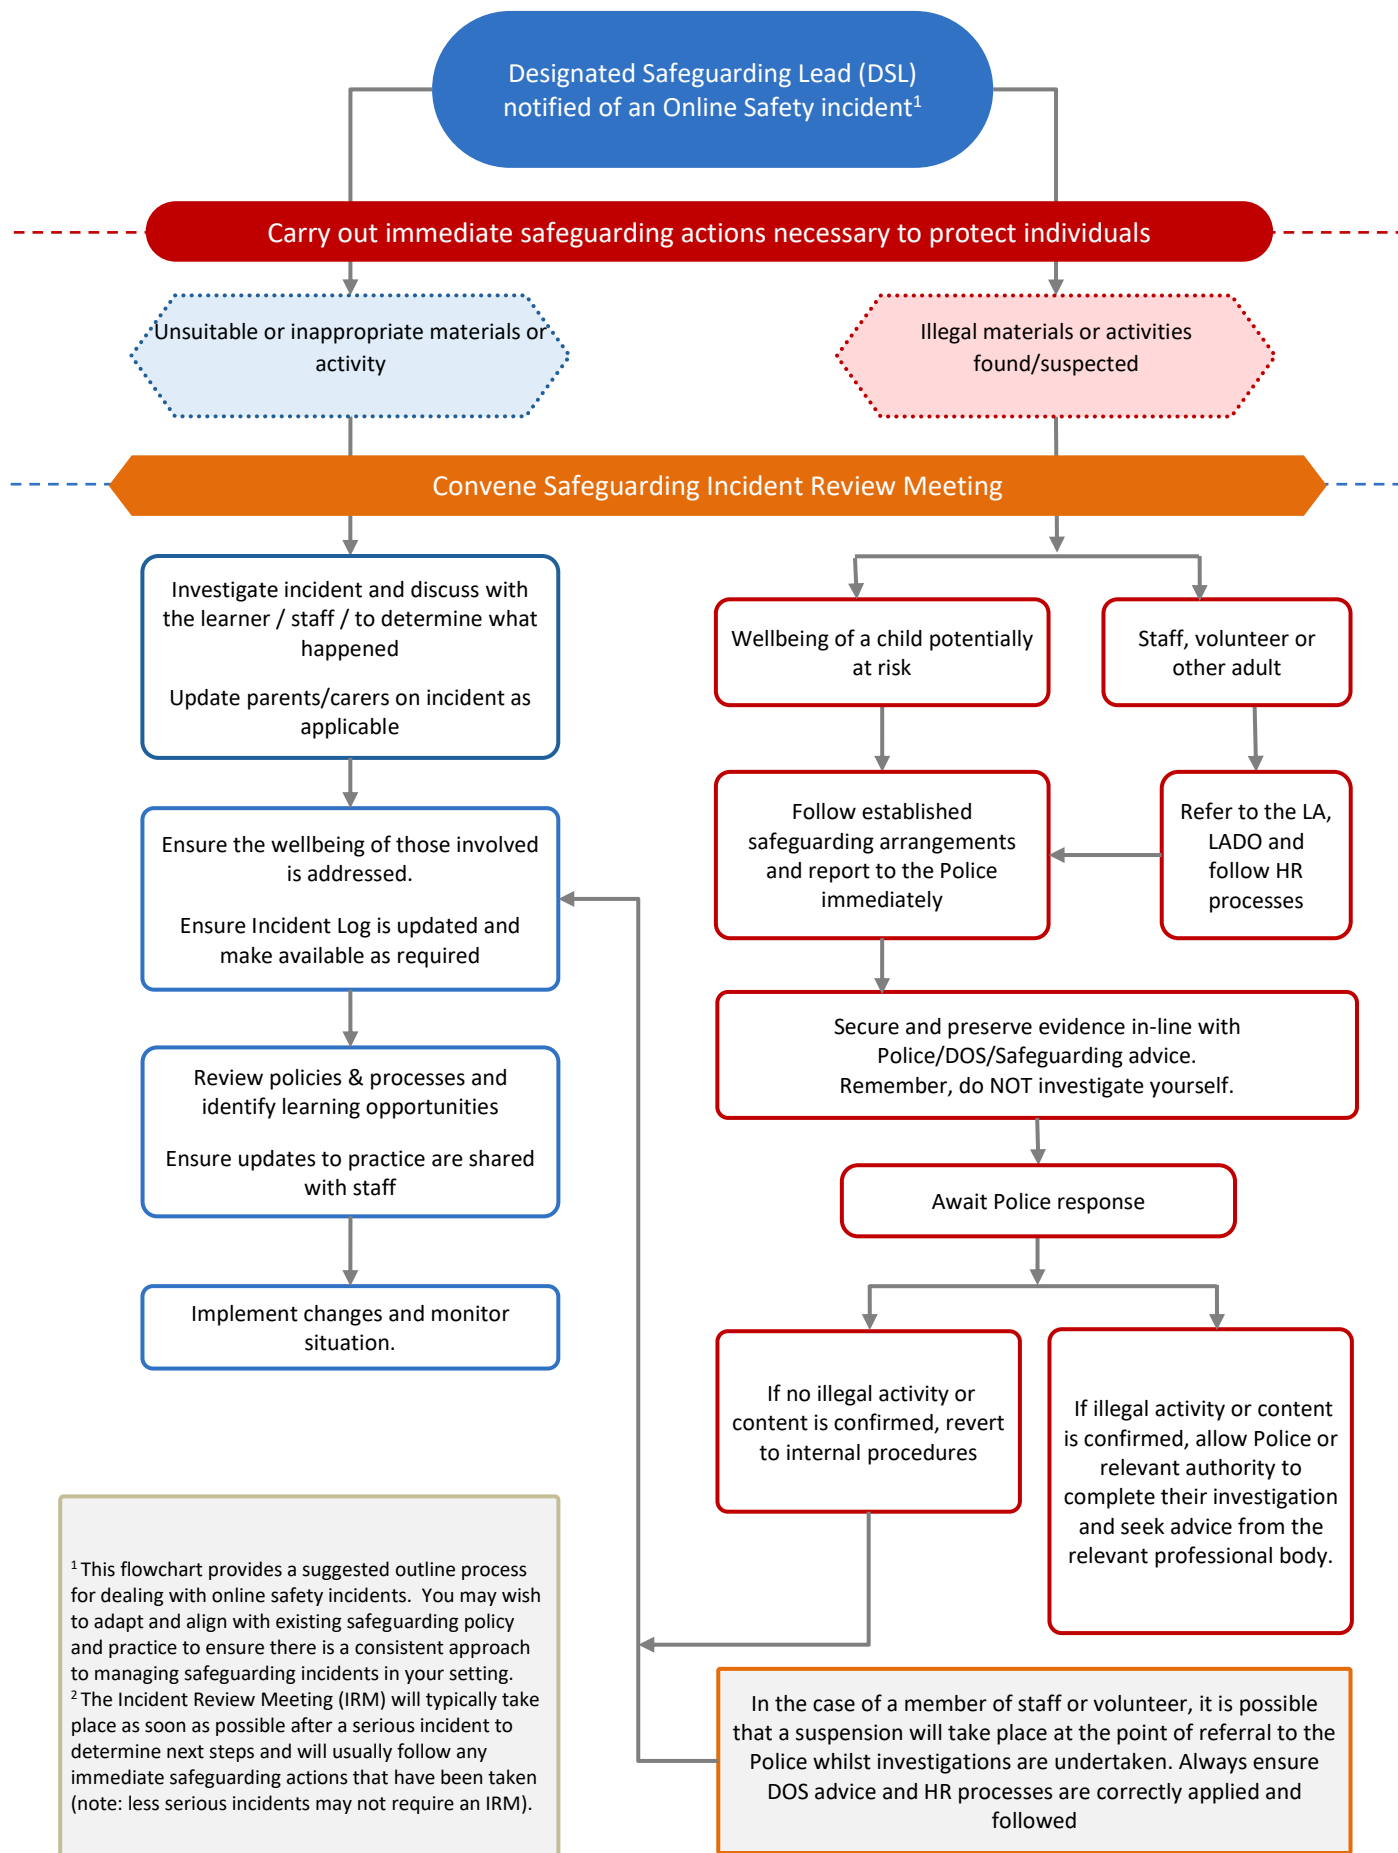 Designated Safeguarding Lead (DSL)
notified of an Online Safety incident1
Carry out immediate safeguarding actions necessary to protect individuals
Unsuitable or inappropriate materials or
activity
Illegal materials or activities
found/suspected
Convene Safeguarding Incident Review Meeting
Investigate incident and discuss with
the learner / staff / to determine what
happened
Update parents/carers on incident as
applicable
Wellbeing of a child potentially
at risk
Staff, volunteer or
other adult
Ensure the wellbeing of those involved
is addressed.
Ensure Incident Log is updated and
make available as required
Follow established
safeguarding arrangements
and report to the Police
immediately
Refer to the LA,
LADO and
follow HR
processes
Secure and preserve evidence in-line with
Police/DOS/Safeguarding advice.
Remember, do NOT investigate yourself.
Review policies & processes and
identify learning opportunities
Ensure updates to practice are shared
with staff
Await Police response
Implement changes and monitor
situation.
If no illegal activity or
content is confirmed, revert
to internal procedures
If illegal activity or content
is confirmed, allow Police or
relevant authority to
complete their investigation
and seek advice from the
relevant professional body.
1 This flowchart provides a suggested outline process
for dealing with online safety incidents. You may wish
to adapt and align with existing safeguarding policy
and practice to ensure there is a consistent approach
to managing safeguarding incidents in your setting.
2 The Incident Review Meeting (IRM) will typically take
place as soon as possible after a serious incident to
determine next steps and will usually follow any
immediate safeguarding actions that have been taken
(note: less serious incidents may not require an IRM).
In the case of a member of staff or volunteer, it is possible
that a suspension will take place at the point of referral to the
Police whilst investigations are undertaken. Always ensure
DOS advice and HR processes are correctly applied and
followed